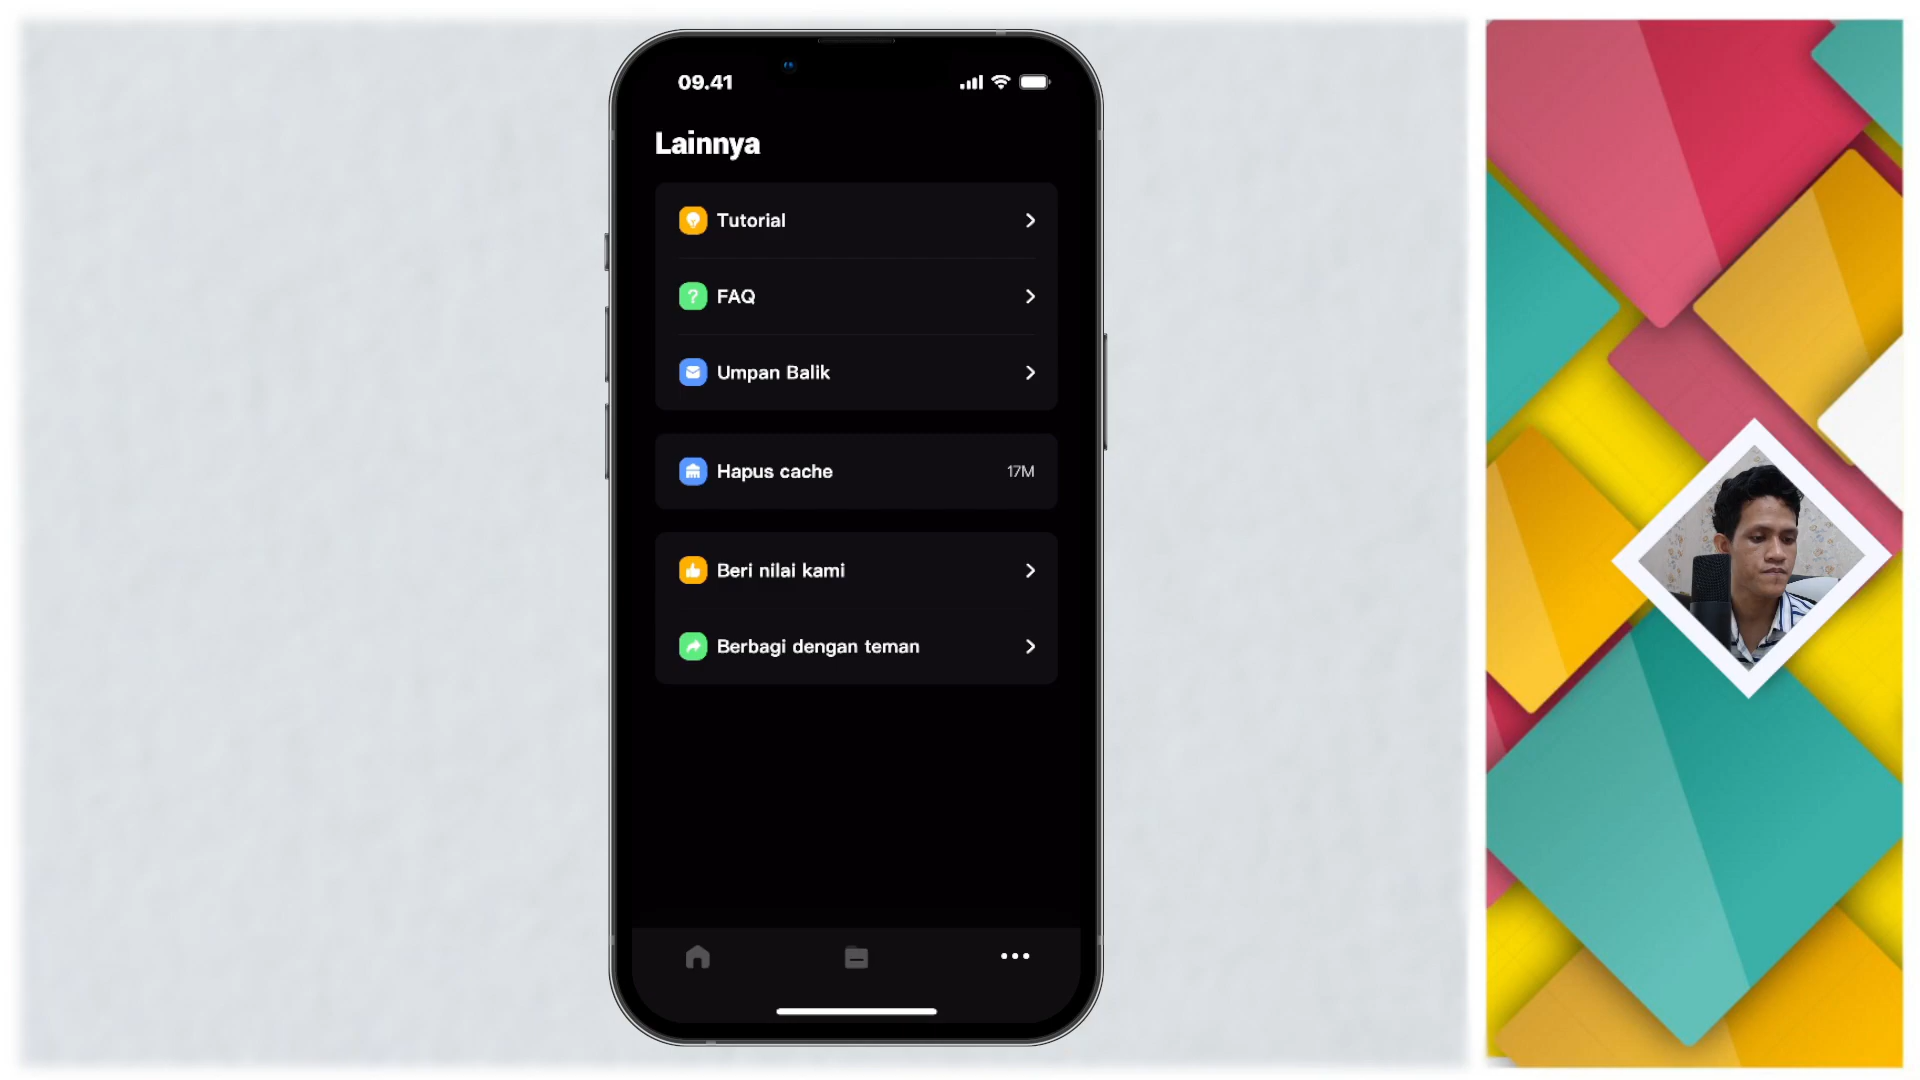 09.41
Lainnya
Tutorial
FAQ
Umpan Balik
Hapus cache 17M
Beri nilai kami
Berbagi dengan teman